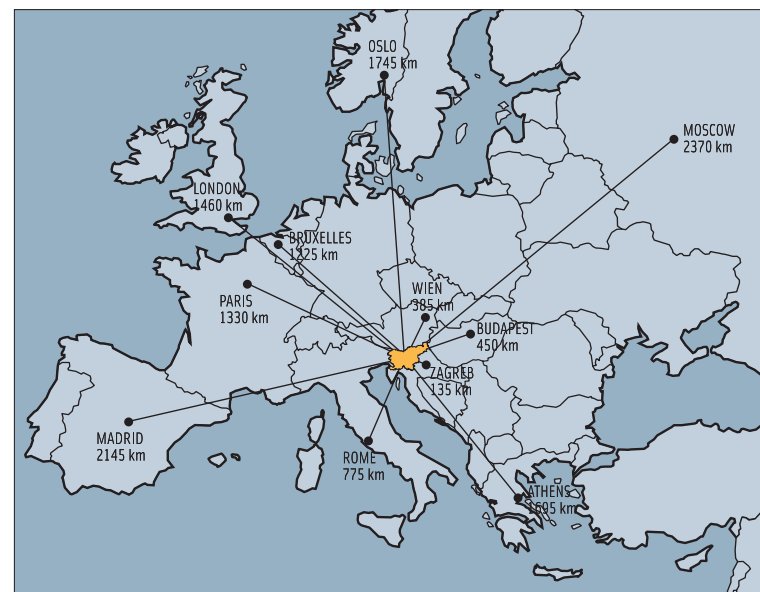 OSLO
1745 km
MOSCOW
2370 km
LONDON
1460 km
BRUXELLES
1225 km
WIEN
385 km
PARIS
1330 km
BUDAPEST
450 km
ZAGREB
135 km
MADRID
2145 km
ROME
775 km
ATHENS
1695 km